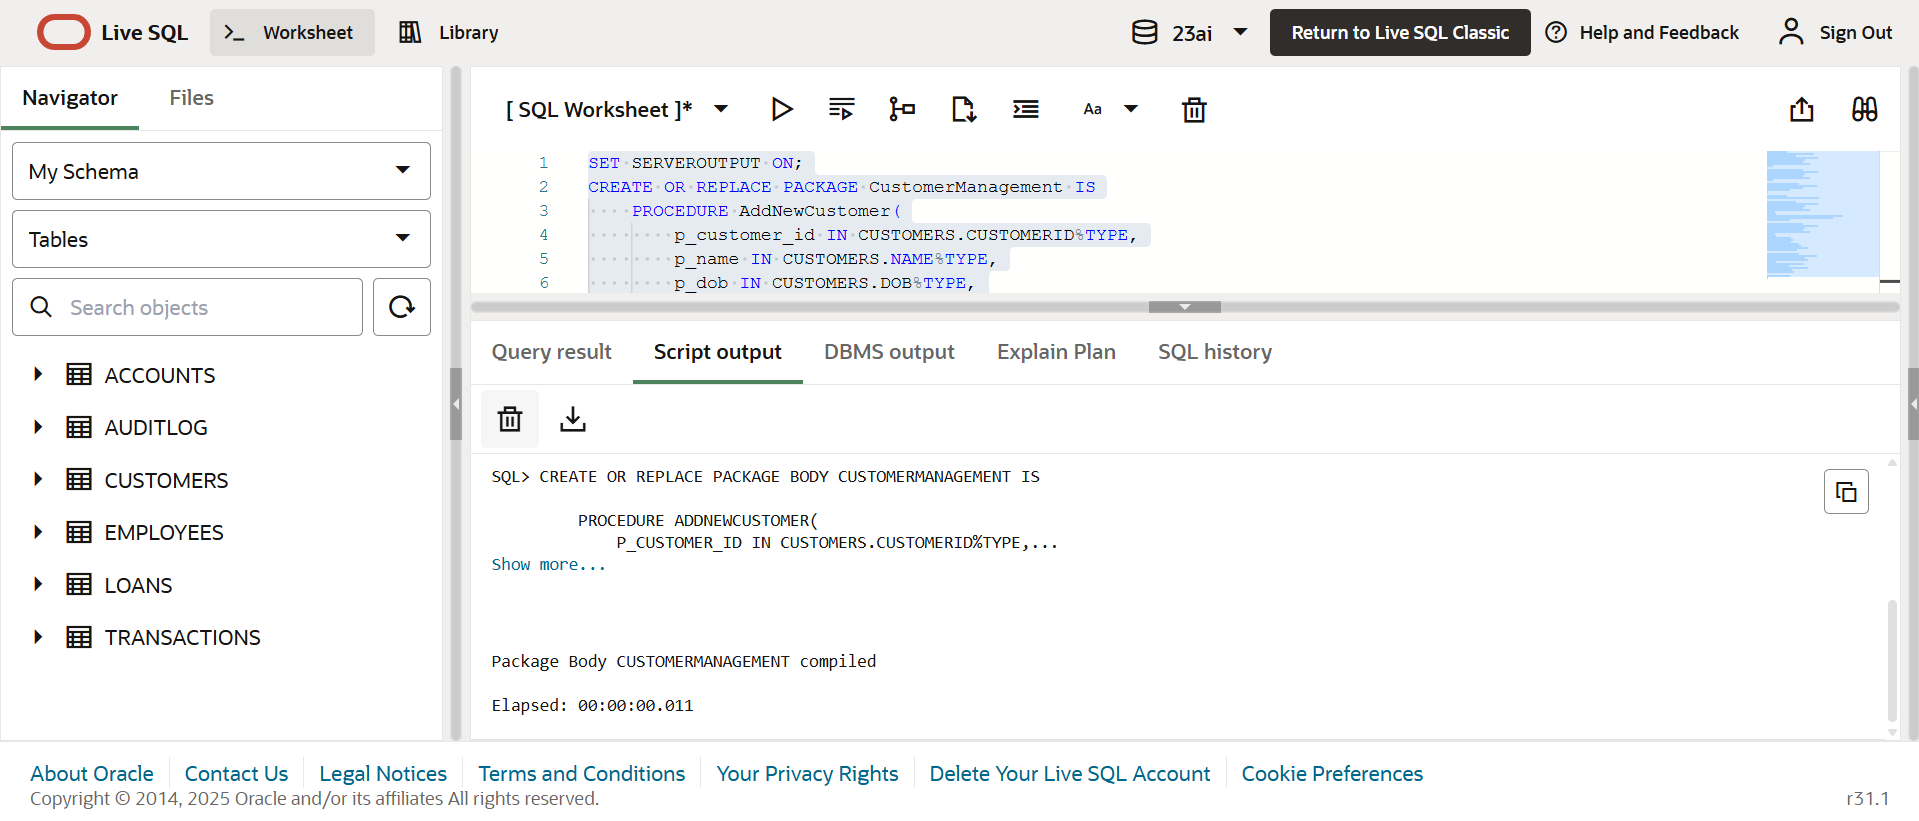 Live SQL
Worksheet
Library
23ai
Return to Live SQL Classic
Help and Feedback
Sign Out
Navigator
Files
My Schema
Tables
Search objects
ACCOUNTS
AUDITLOG
CUSTOMERS
EMPLOYEES
LOANS
TRANSACTIONS
[ SQL Worksheet ]*
Aa
1 SET SERVEROUTPUT ON;
2 CREATE OR REPLACE PACKAGE CustomerManagement IS
3 PROCEDURE AddNewCustomer(
4 p_customer_id IN CUSTOMERS.CUSTOMERID%TYPE,
5 p_name IN CUSTOMERS.NAME%TYPE,
6 p_dob IN CUSTOMERS.DOB%TYPE,
Query result
Script output
DBMS output
Explain Plan
SQL history
SQL> CREATE OR REPLACE PACKAGE BODY CUSTOMERMANAGEMENT IS
PROCEDURE ADDNEWCUSTOMER(
P_CUSTOMER_ID IN CUSTOMERS.CUSTOMERID%TYPE,...
Show more...
Package Body CUSTOMERMANAGEMENT compiled
Elapsed: 00:00:00.011
About Oracle
Contact Us
Legal Notices
Terms and Conditions
Your Privacy Rights
Delete Your Live SQL Account
Cookie Preferences
Copyright © 2014, 2025 Oracle and/or its affiliates All rights reserved.
r31.1